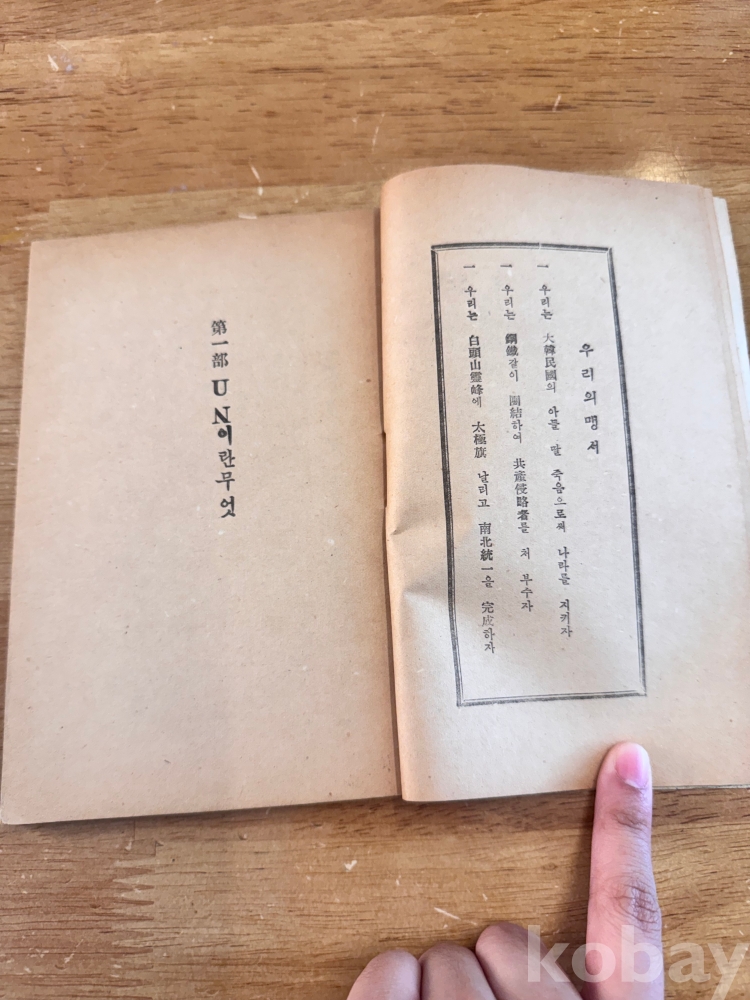 우리의 맹서
一 우리는 大韓民國의 아들 딸 죽음으로써 나라를 지키자
一 우리는 鋼鐵같이 團結하여 共産侵略者를 처 부수자
一 우리는 白頭山靈峰에 太極旗 날리고 南北統一을 完成하자
第一部 UN이란무엇
kobay